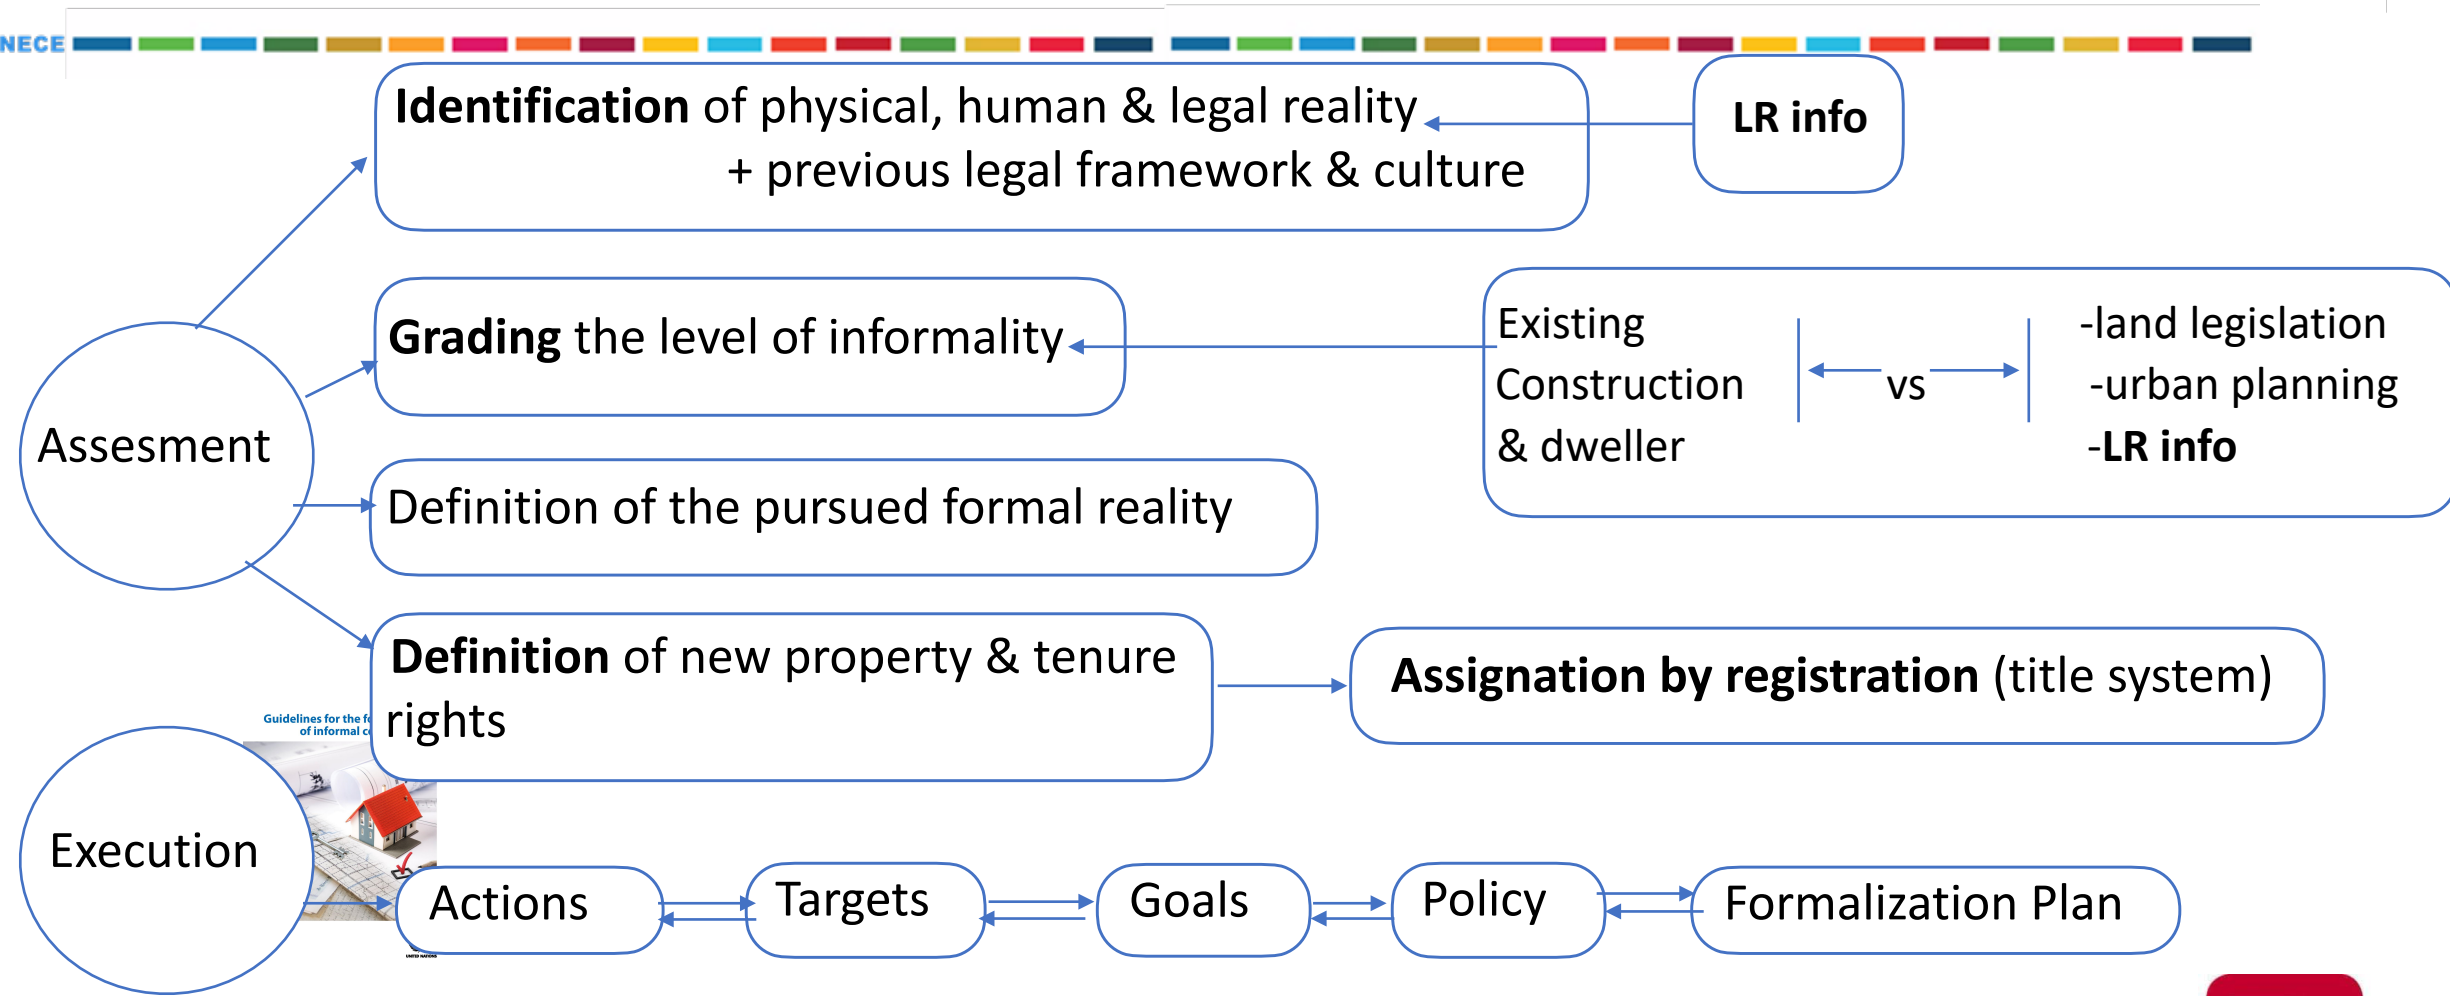 NECE
Identification of physical, human & legal reality
+ previous legal framework & culture
LR info
Grading the level of informality
Existing
Construction
& dweller
vs
-land legislation
-urban planning
-LR info
Assesment
Definition of the pursued formal reality
Definition of new property & tenure
rights
Assignation by registration (title system)
Guidelines for the
of informal
Execution
Actions
Targets
Goals
Policy
Formalization Plan
UNITED NATIONS